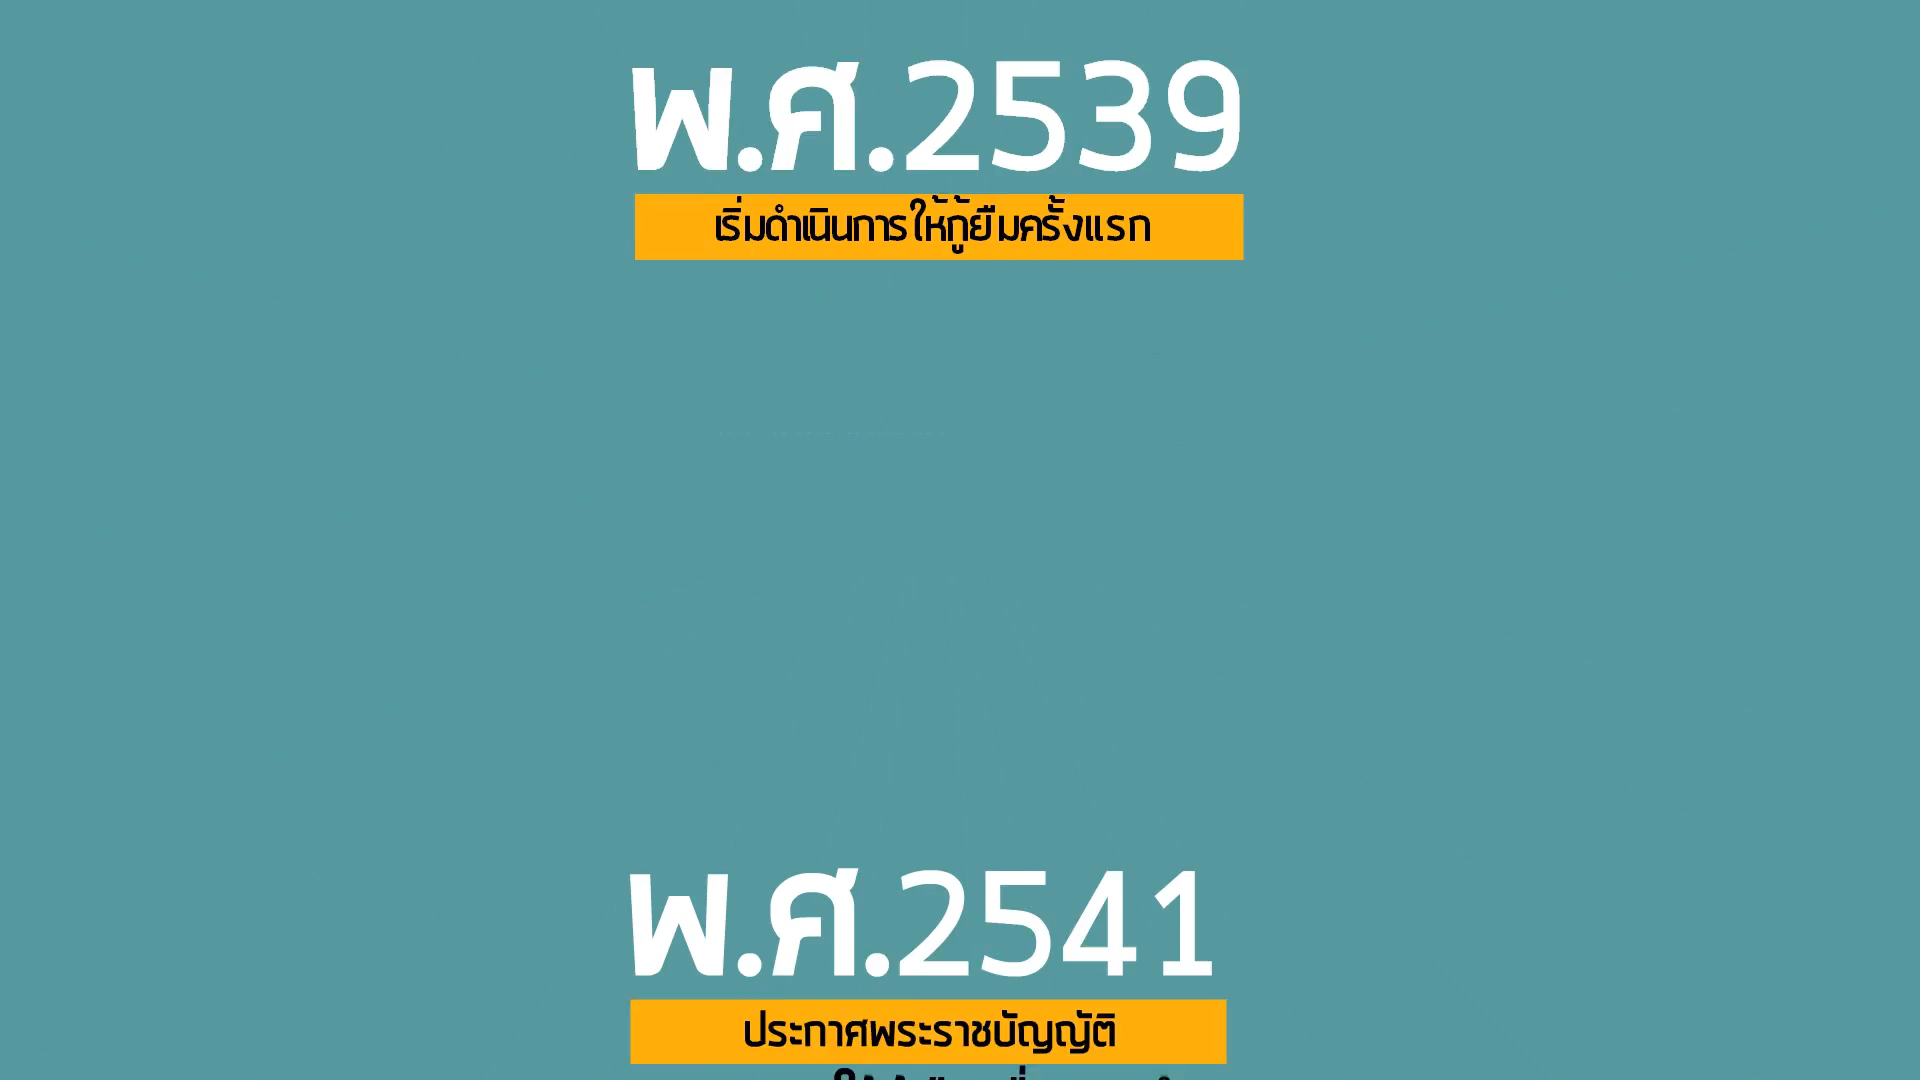 พ.ศ.2539
เริ่มดำเนินการให้กู้ยืมครั้งแรก
พ.ศ.2541
ประกาศพระราชบัญญัติ